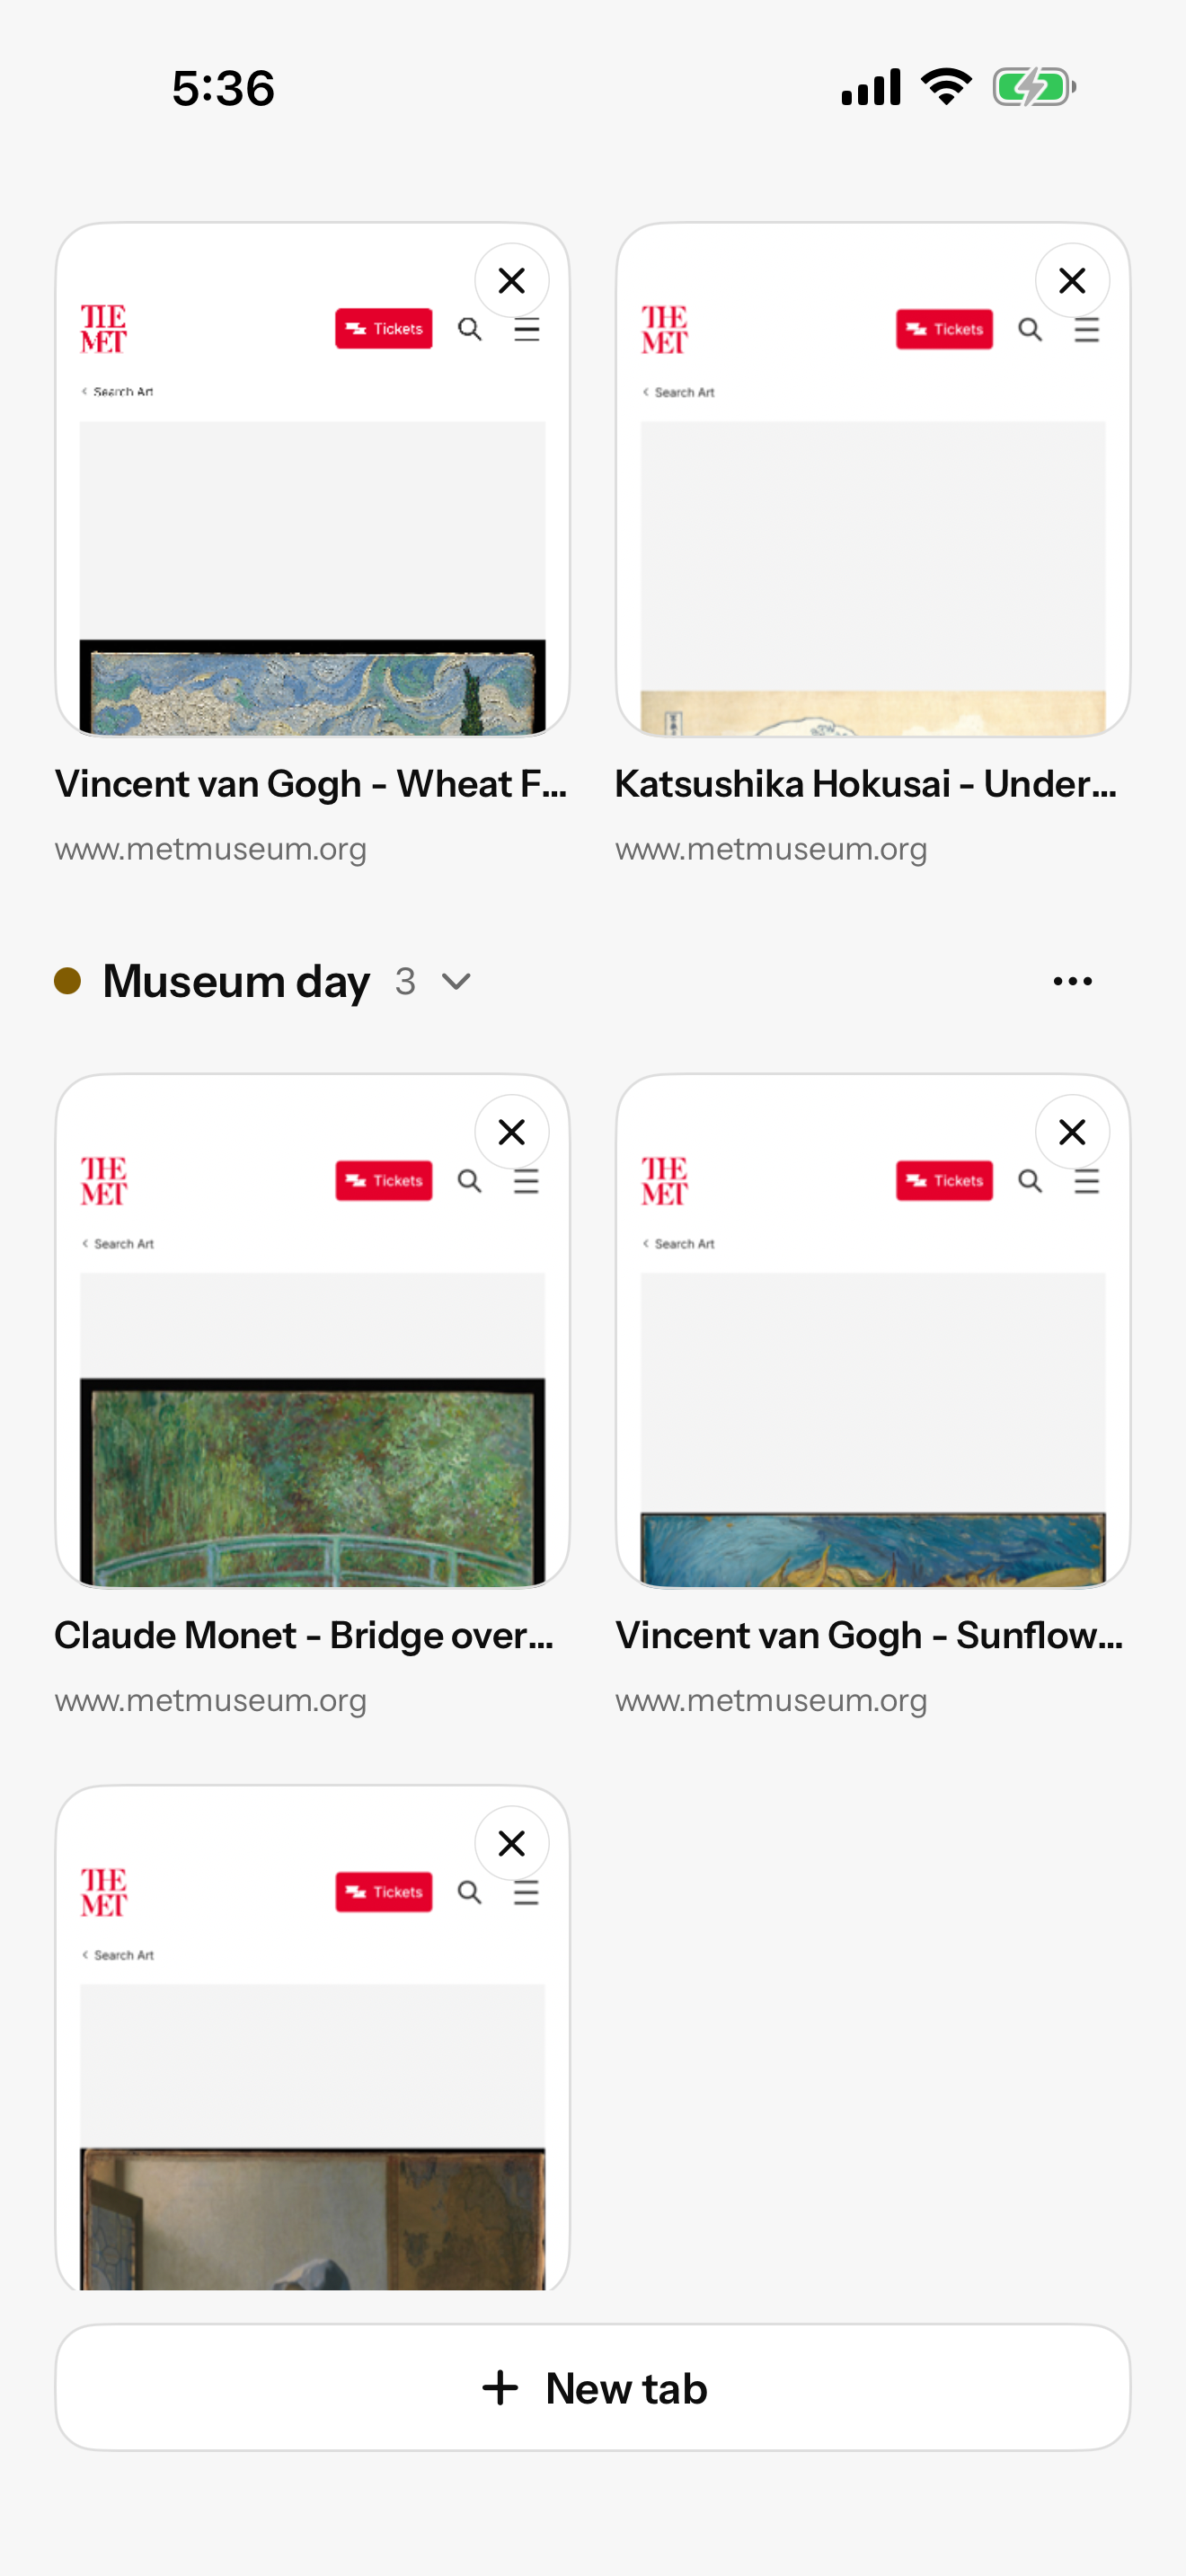 5:36
THE
MET
Tickets
Search Art
THE
MET
Tickets
Search Art
Vincent van Gogh - Wheat F...
www.metmuseum.org
Katsushika Hokusai - Under...
www.metmuseum.org
Museum day 3
THE
MET
Tickets
Search Art
THE
MET
Tickets
Search Art
Claude Monet - Bridge over...
www.metmuseum.org
Vincent van Gogh - Sunflow...
www.metmuseum.org
THE
MET
Tickets
Search Art
New tab